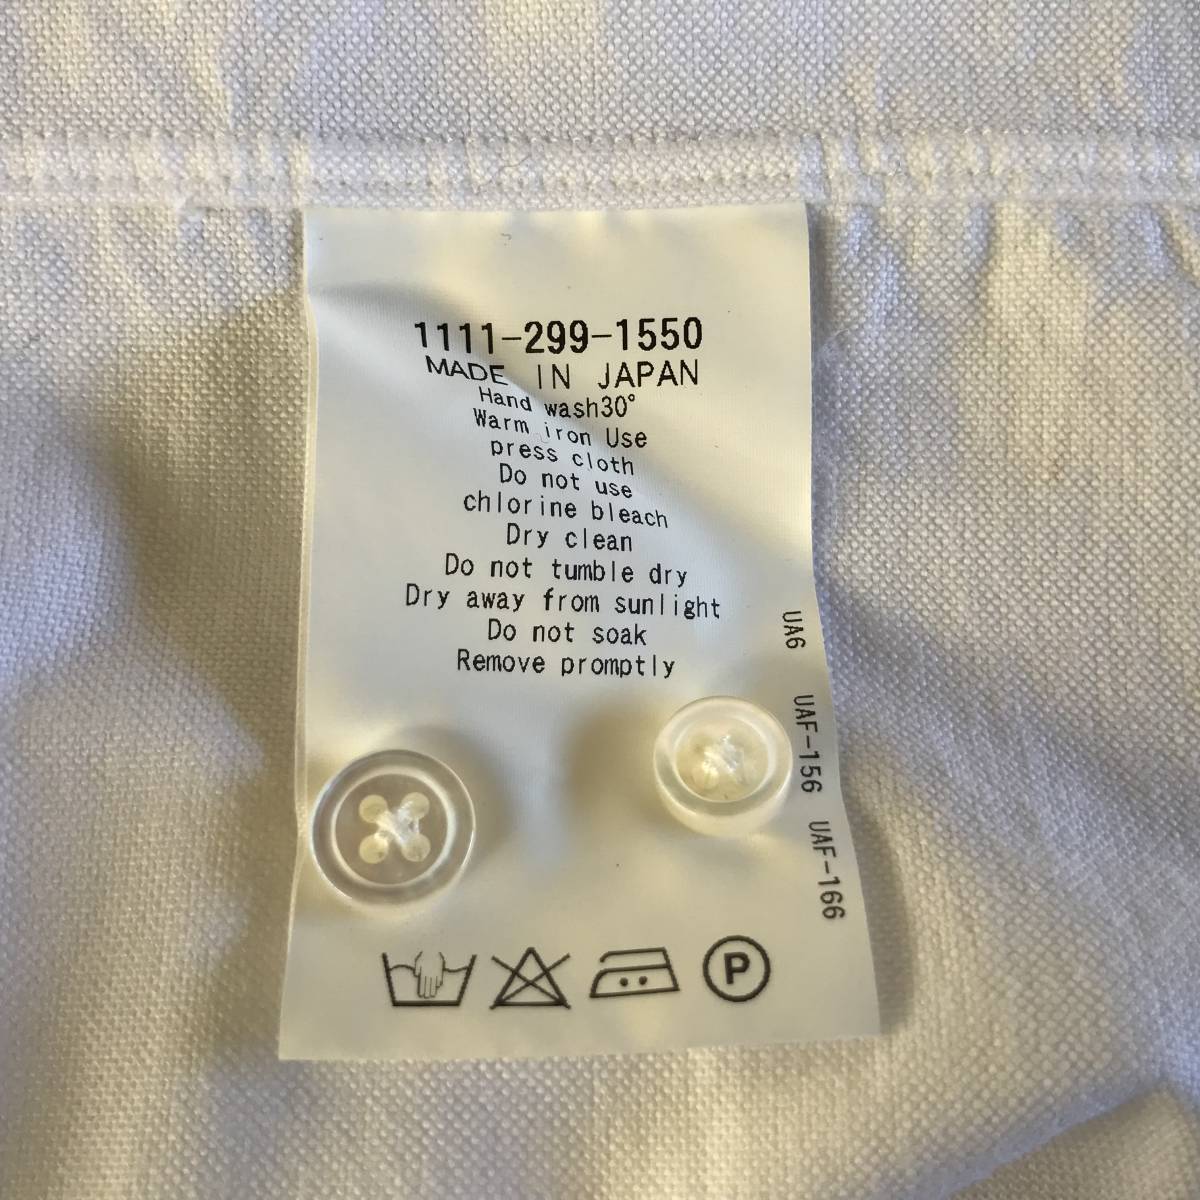 1111-299-1550
MADE IN JAPAN
Hand wash30°
Warm iron Use
press cloth
Do not use
chlorine bleach
Dry clean
Do not tumble dry
Dry away from sunlight
Do not soak
Remove promptly
UA6 UAF-156 UAF-166
P